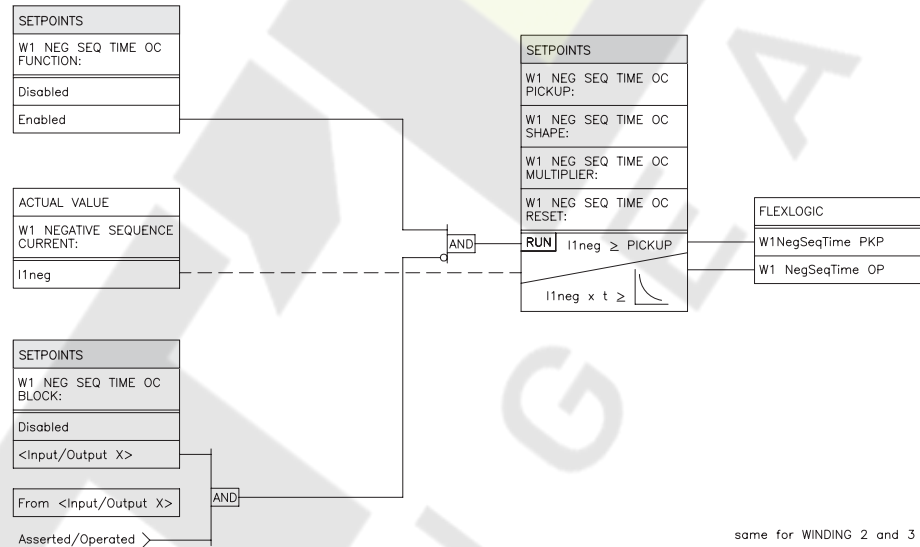 SETPOINTS
W1 NEG SEQ TIME OC
FUNCTION:
Disabled
Enabled
ACTUAL VALUE
W1 NEGATIVE SEQUENCE
CURRENT:
I1neg
SETPOINTS
W1 NEG SEQ TIME OC
BLOCK:
Disabled
<Input/Output X>
From <Input/Output X>
Asserted/Operated
AND
AND
SETPOINTS
W1 NEG SEQ TIME OC
PICKUP:
W1 NEG SEQ TIME OC
SHAPE:
W1 NEG SEQ TIME OC
MULTIPLIER:
W1 NEG SEQ TIME OC
RESET:
RUN I1neg ≥ PICKUP
I1neg x t ≥
FLEXLOGIC
W1NegSeqTime PKP
W1 NegSeqTime OP
same for WINDING 2 and 3